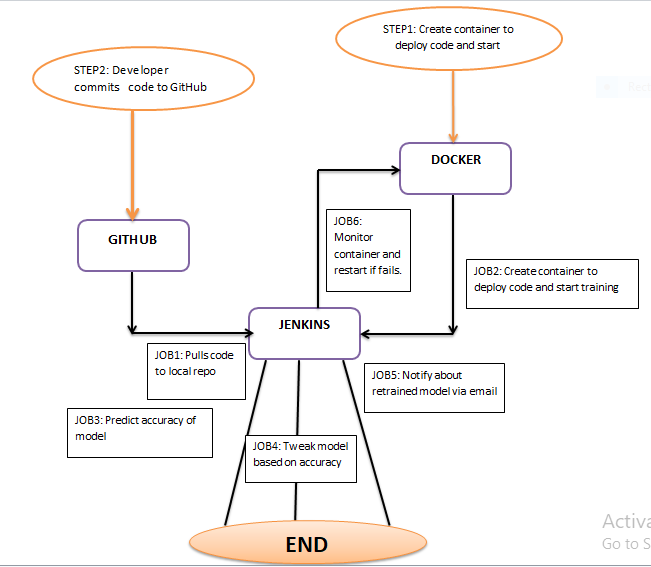 STEP1: Create container to
deploy code and start
STEP2: Developer
commits code to GitHub
DOCKER
GITHUB
JOB6:
Monitor
container and
restart if fails.
JOB2: Create container to
deploy code and start training
JENKINS
JOB1: Pulls code
to local repo
JOB5: Notify about
retrained model via email
JOB3: Predict accuracy of
model
JOB4: Tweak model
based on accuracy
END
Activa
Go to S